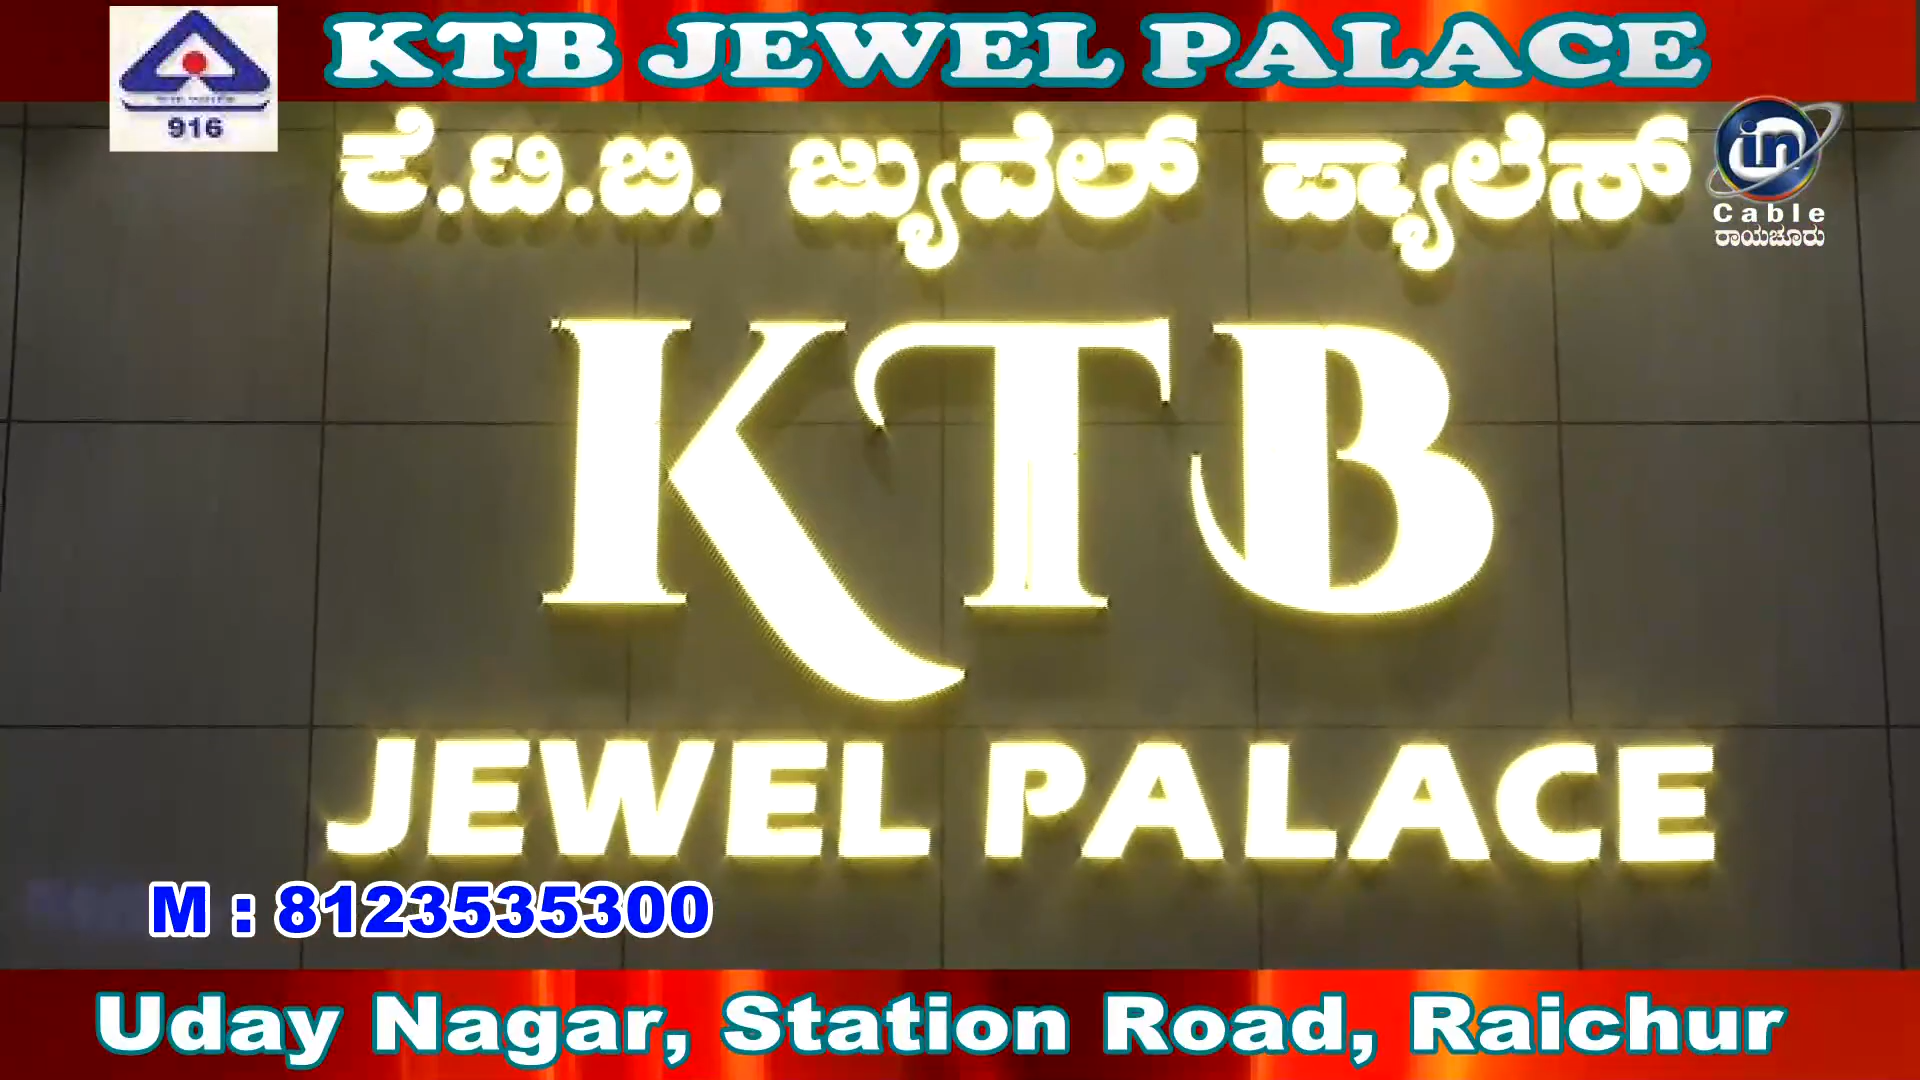 KTB JEWEL PALACE
916
ಕೆ.ಟಿ.ಬಿ. ಜ್ಯುವೆಲ್ ಪ್ಯಾಲೆಸ್
in
Cable
ರಾಯಚೂರು
KTB
JEWEL PALACE
M : 8123535300
Uday Nagar, Station Road, Raichur